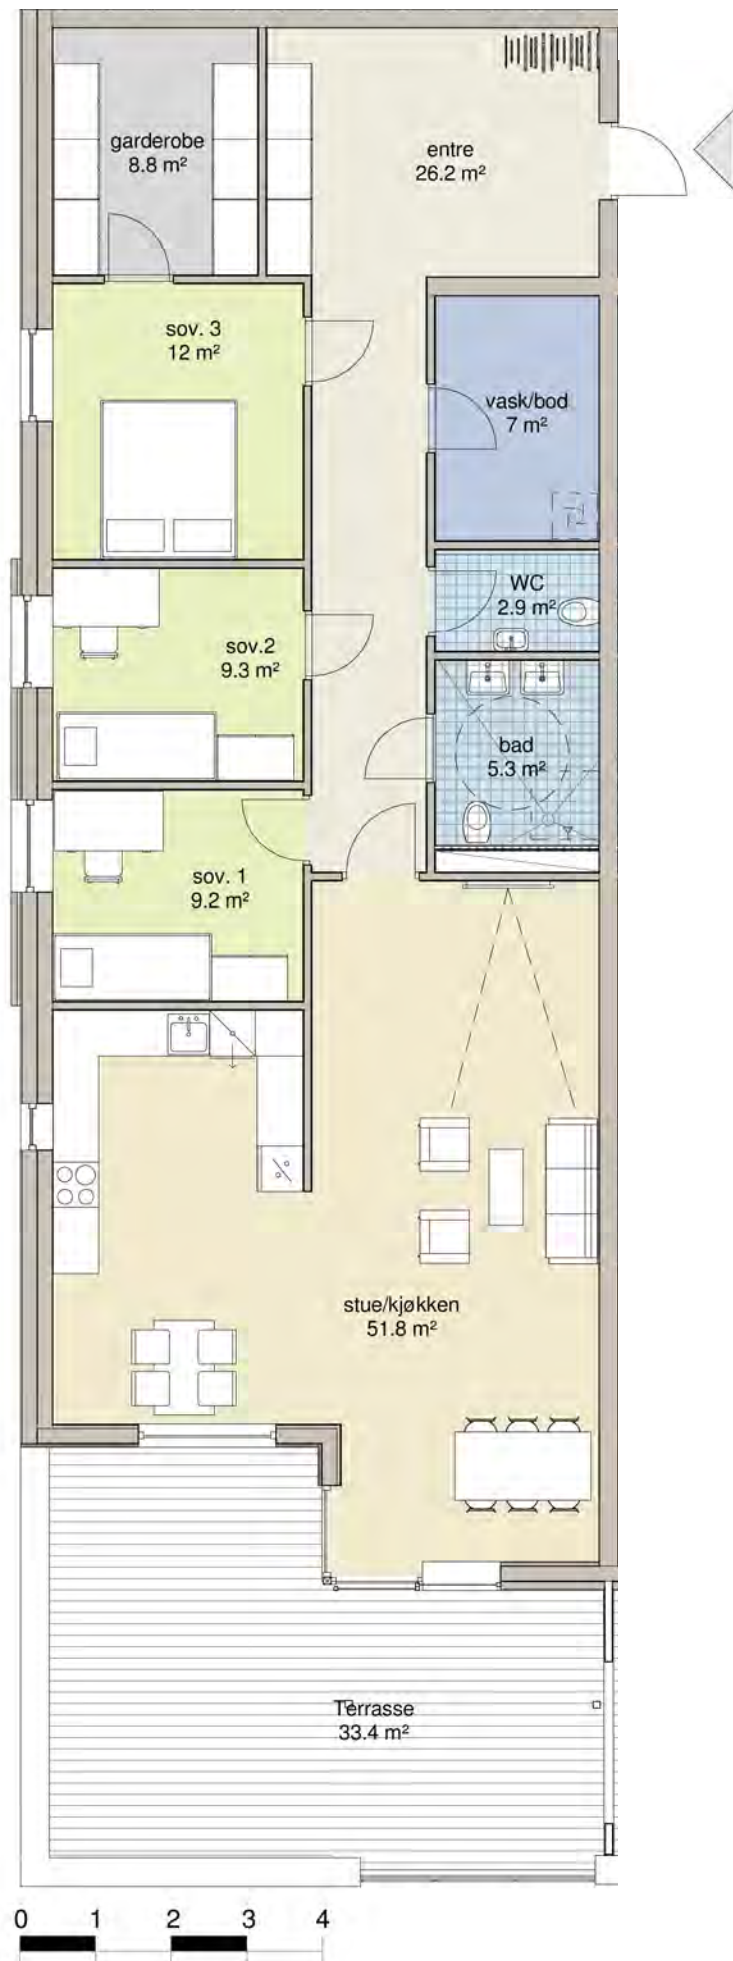 garderobe
8.8 m²
entre
26.2 m²
sov. 3
12 m²
vask/bod
7 m²
WC
2.9 m²
sov.2
9.3 m²
bad
5.3 m²
sov. 1
9.2 m²
stue/kjøkken
51.8 m²
Terrasse
33.4 m²
0 1 2 3 4